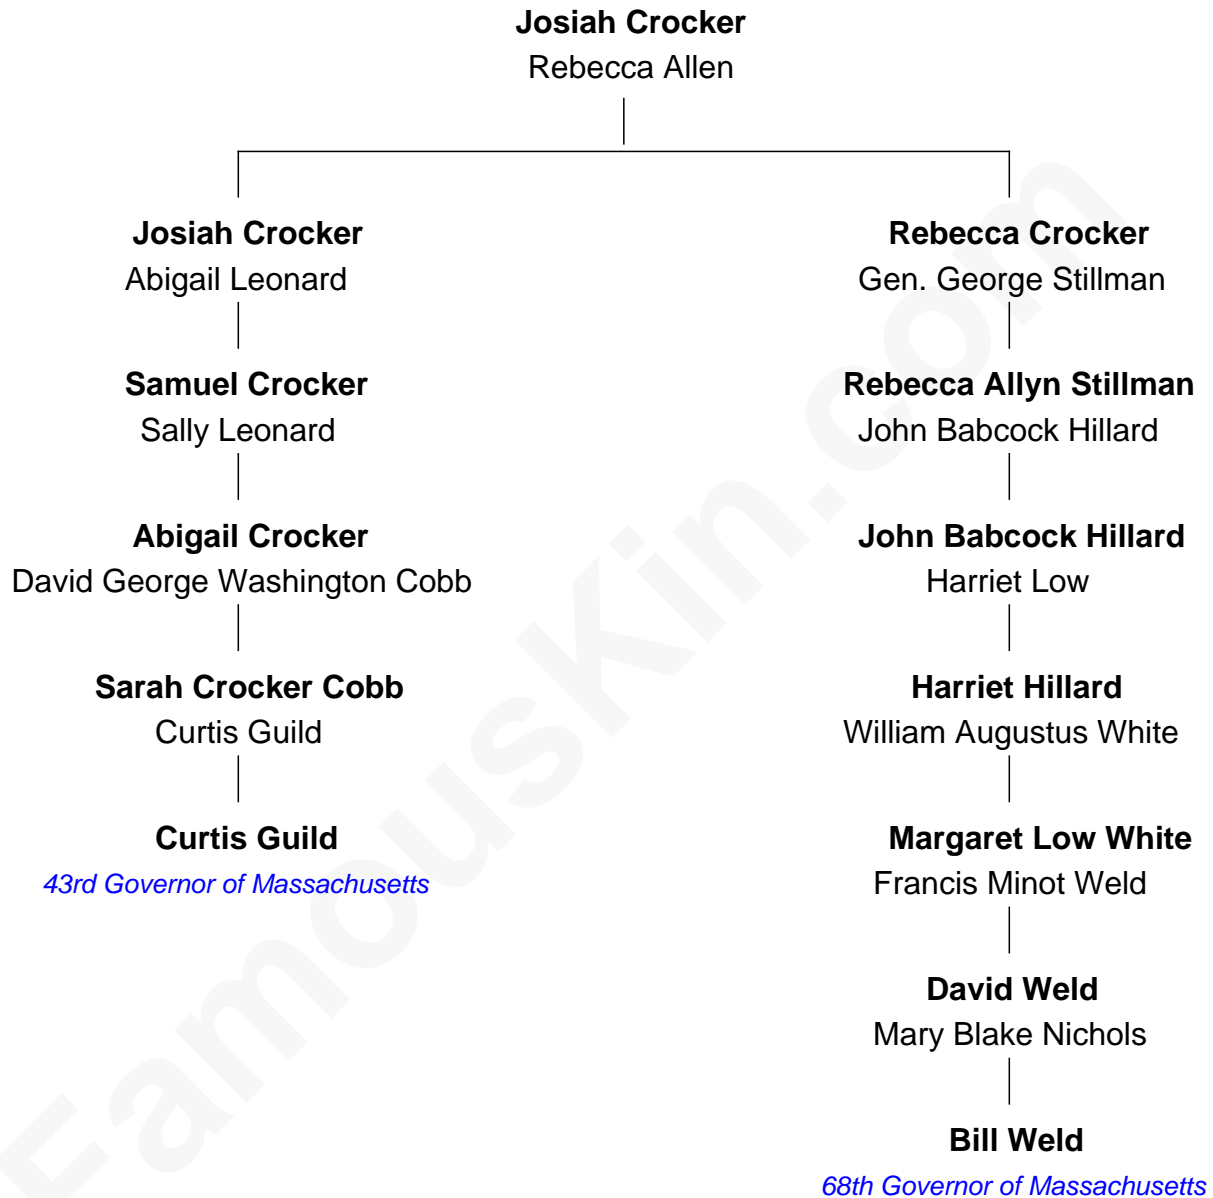 Josiah Crocker
Rebecca Allen
Josiah Crocker
Abigail Leonard
Samuel Crocker
Sally Leonard
Abigail Crocker
David George Washington Cobb
Sarah Crocker Cobb
Curtis Guild
Curtis Guild
43rd Governor of Massachusetts
Rebecca Crocker
Gen. George Stillman
Rebecca Allyn Stillman
John Babcock Hillard
John Babcock Hillard
Harriet Low
Harriet Hillard
William Augustus White
Margaret Low White
Francis Minot Weld
David Weld
Mary Blake Nichols
Bill Weld
68th Governor of Massachusetts
FamousKin.com